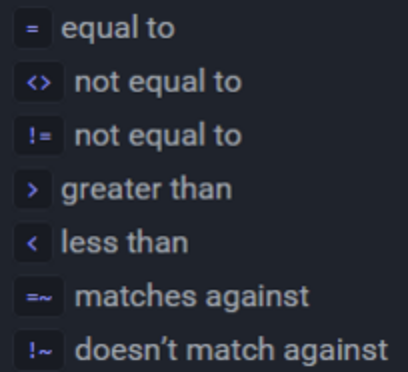 = equal to
<> not equal to
!= not equal to
> greater than
< less than
=~ matches against
!~ doesn’t match against